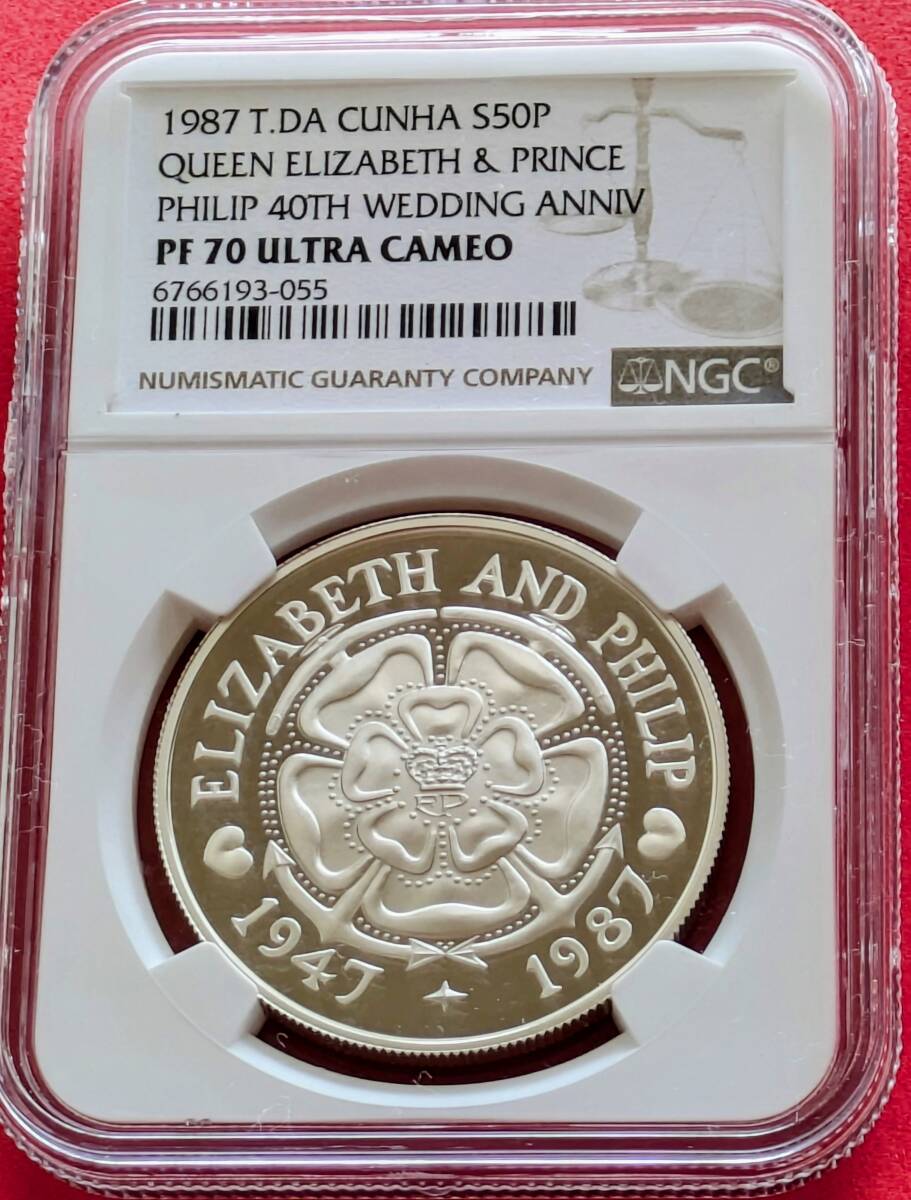 1987 T.DA CUNHA S50P
QUEEN ELIZABETH & PRINCE
PHILIP 40TH WEDDING ANNIV
PF 70 ULTRA CAMEO
6766193-055
NUMISMATIC GUARANTY COMPANY
NGC®
ELIZABETH AND PHILIP
EP
1947
1987